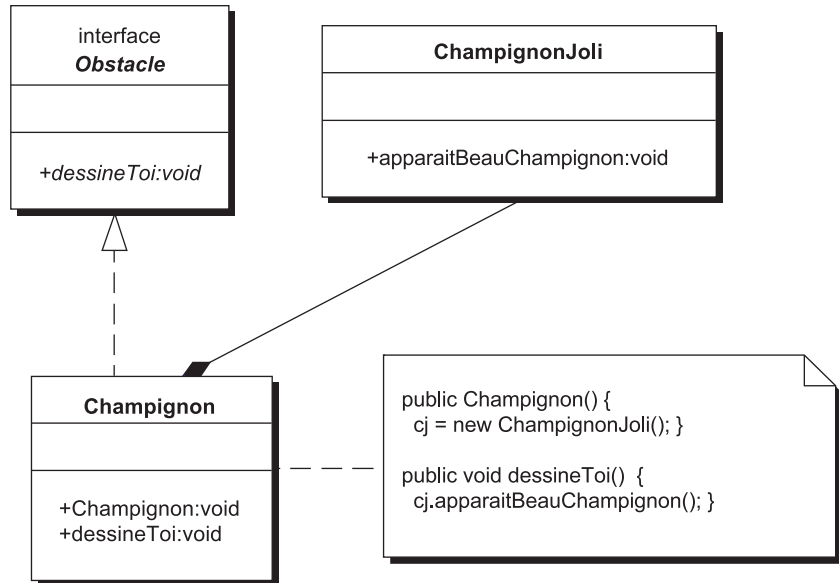 interface
Obstacle
+dessineToi:void
ChampignonJoli
+apparaitBeauChampignon:void
Champignon
+Champignon:void
+dessineToi:void
public Champignon() {
cj = new ChampignonJoli(); }
public void dessineToi() {
cj.apparaitBeauChampignon(); }